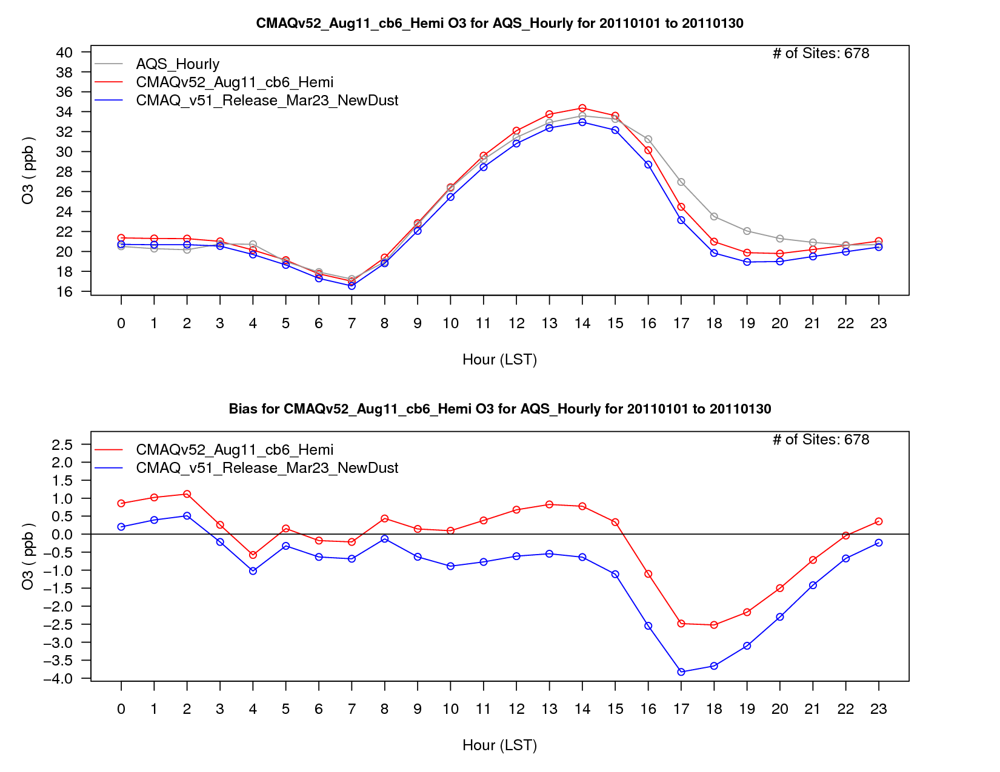 CMAQv52_Aug11_cb6_Hemi O3 for AQS_Hourly for 20110101 to 20110130
# of Sites: 678
AQS_Hourly
CMAQv52_Aug11_cb6_Hemi
CMAQ_v51_Release_Mar23_NewDust
O3 ( ppb )
40
38
36
34
32
30
28
26
24
22
20
18
16
0 1 2 3 4 5 6 7 8 9 10 11 12 13 14 15 16 17 18 19 20 21 22 23
Hour (LST)
Bias for CMAQv52_Aug11_cb6_Hemi O3 for AQS_Hourly for 20110101 to 20110130
# of Sites: 678
CMAQv52_Aug11_cb6_Hemi
CMAQ_v51_Release_Mar23_NewDust
O3 ( ppb )
2.5
2.0
1.5
1.0
0.5
0.0
−0.5
−1.0
−1.5
−2.0
−2.5
−3.0
−3.5
−4.0
0 1 2 3 4 5 6 7 8 9 10 11 12 13 14 15 16 17 18 19 20 21 22 23
Hour (LST)